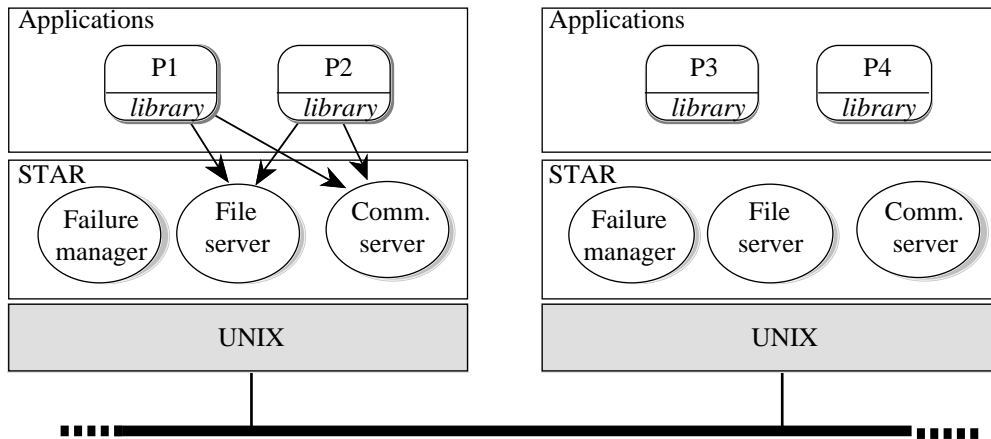 Applications
P1
library
P2
library
STAR
Failure
manager
File
server
Comm.
server
UNIX
Applications
P3
library
P4
library
STAR
Failure
manager
File
server
Comm.
server
UNIX